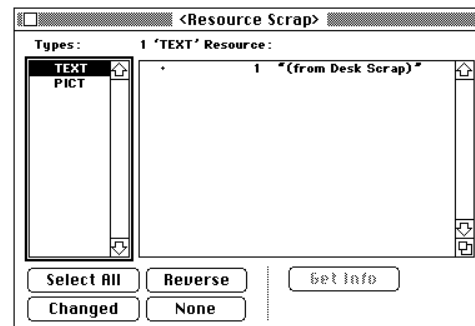 <Resource Scrap>
Types: 1 'TEXT' Resource:
TEXT
PICT
• 1 "(from Desk Scrap)"
Select All Reverse Get Info
Changed None